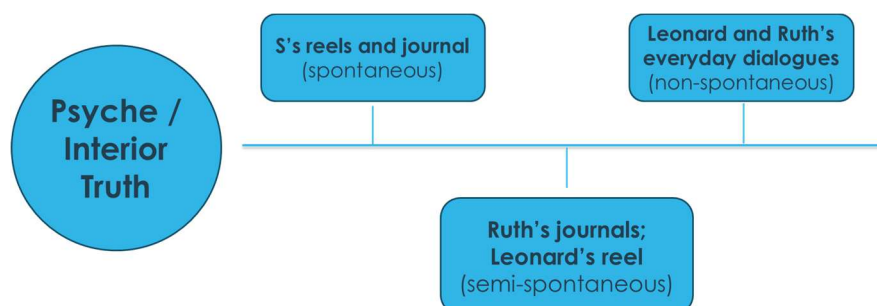 Psyche /
Interior
Truth
S's reels and journal
(spontaneous)
Ruth's journals;
Leonard's reel
(semi-spontaneous)
Leonard and Ruth's
everyday dialogues
(non-spontaneous)